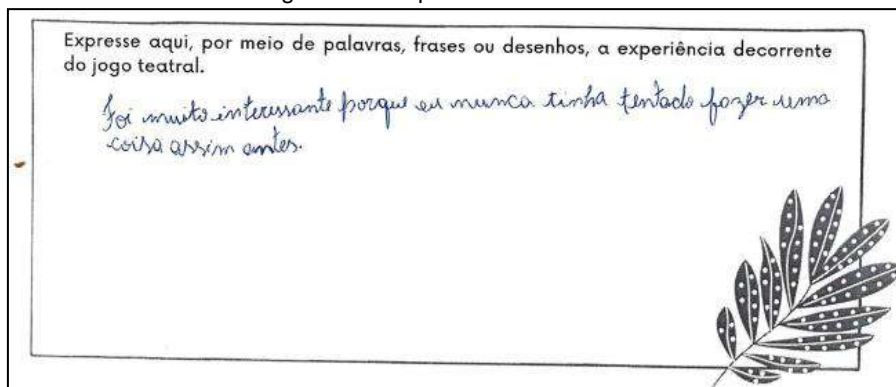 Expresse aqui, por meio de palavras, frases ou desenhos, a experiência decorrente
do jogo teatral.
Foi muito interessante porque eu nunca tinha tentado fazer uma
coisa assim antes.